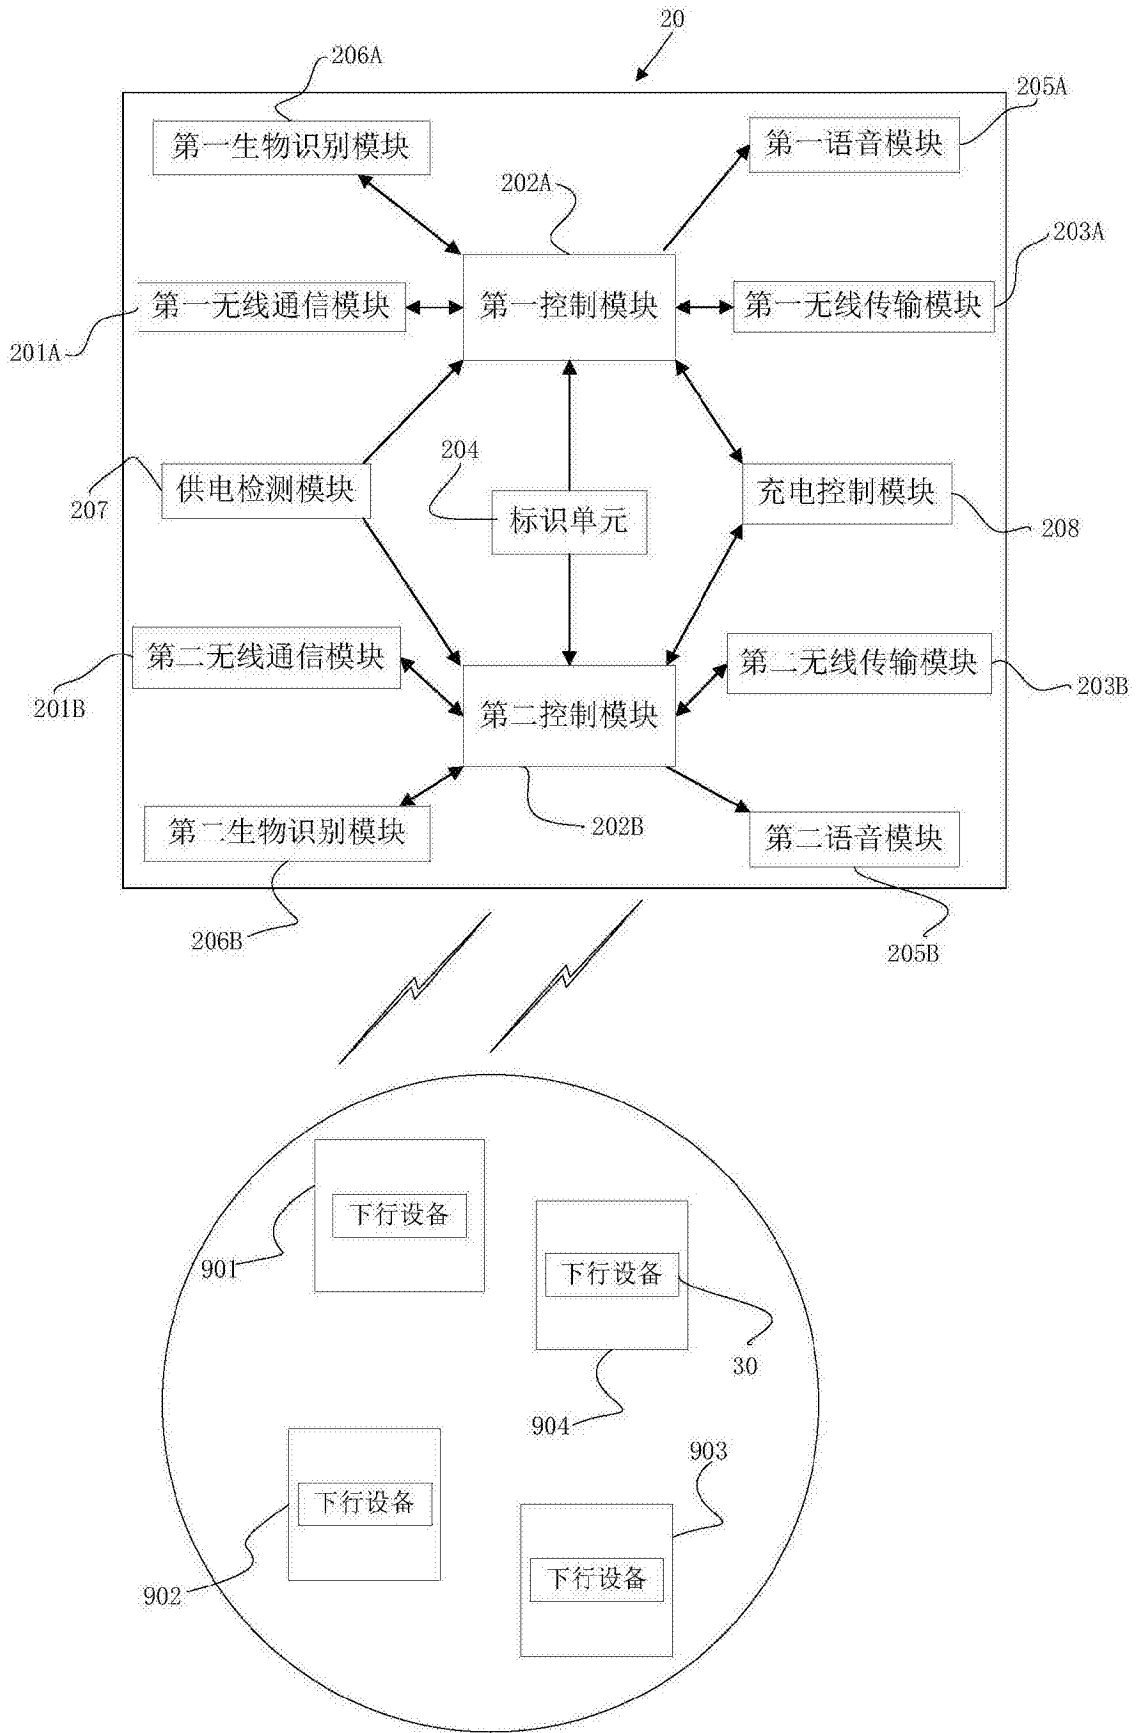 20
206A
205A
第一生物识别模块
第一语音模块
202A
203A
第一无线通信模块
第一控制模块
第一无线传输模块
201A
204
供电检测模块
标识单元
充电控制模块
207
208
第二无线通信模块
第二无线传输模块
201B
203B
第二控制模块
第二生物识别模块
202B
第二语音模块
206B
205B
下行设备
901
下行设备
30
904
903
下行设备
902
下行设备